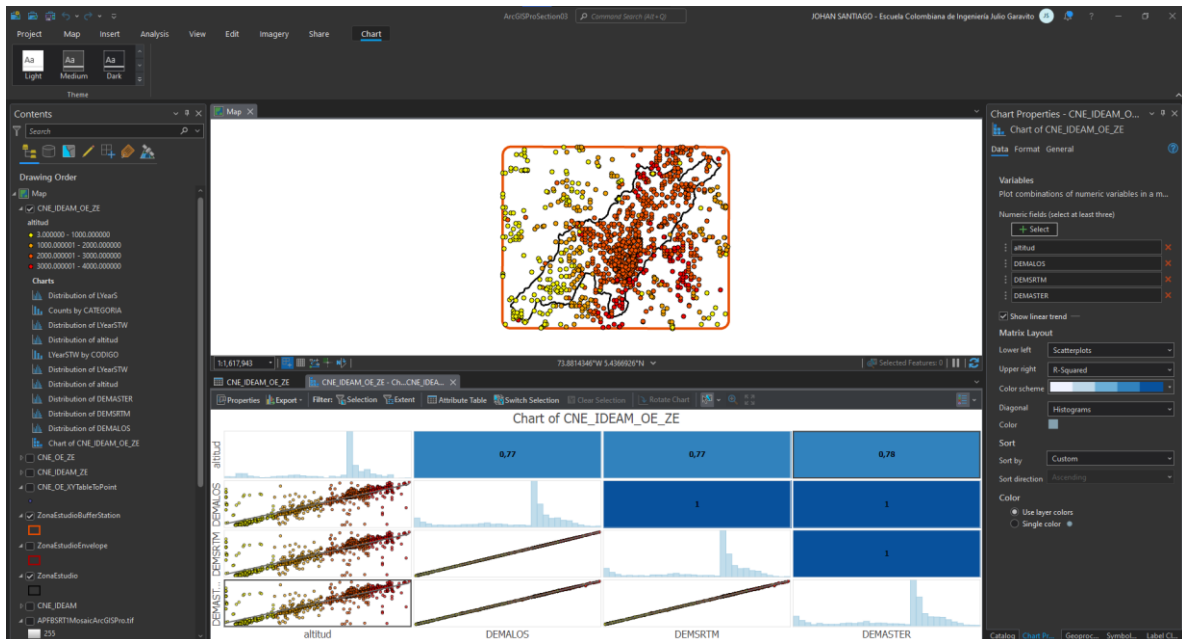 ArcGISProSection03
Command Search (Alt+Q)
JOHAN SANTIAGO - Escuela Colombiana de Ingeniería Julio Garavito
JS
?
Project Map Insert Analysis View Edit Imagery Share Chart
Aa Aa Aa
Light Medium Dark
Theme
Contents
Search
Drawing Order
Map
CNE_IDEAM_OE_ZE
altitud
3.000000 - 1000.000000
1000.000001 - 2000.000000
2000.000001 - 3000.000000
3000.000001 - 4000.000000
Charts
Distribution of LYearS
Counts by CATEGORIA
Distribution of LYearSTW
Distribution of altitud
LYearSTW by CODIGO
Distribution of LYearSTW
Distribution of altitud
Distribution of DEMASTER
Distribution of DEMSRTM
Distribution of DEMALOS
Chart of CNE_IDEAM_OE_ZE
CNE_OE_ZE
CNE_IDEAM_ZE
CNE_OE_XYTableToPoint
ZonaEstudioBufferStation
ZonaEstudioEnvelope
ZonaEstudio
CNE_IDEAM
APFBSRT1MosaicArcGISPro.tif
255
Map
1:1,617,943
73.8814346°W 5.4366926°N
Selected Features: 0
CNE_IDEAM_OE_ZE CNE_IDEAM_OE_ZE - Ch...CNE_IDEA...
Properties Export Filter: Selection Extent Attribute Table Switch Selection Clear Selection Rotate Chart
Chart of CNE_IDEAM_OE_ZE
altitud
0,77 0,77 0,78
DEMALOS
1 1
DEMSRTM
1
DEMAST...
altitud DEMALOS DEMSRTM DEMASTER
Chart Properties - CNE_IDEAM_O...
Chart of CNE_IDEAM_OE_ZE
Data Format General
Variables
Plot combinations of numeric variables in a m...
Numeric fields (select at least three)
Select
altitud
DEMALOS
DEMSRTM
DEMASTER
Show linear trend
Matrix Layout
Lower left Scatterplots
Upper right R-Squared
Color scheme
Diagonal Histograms
Color
Sort
Sort by Custom
Sort direction Ascending
Color
Use layer colors
Single color
Catalog Chart Pr... Geoproc... Symbol... Label Cl...